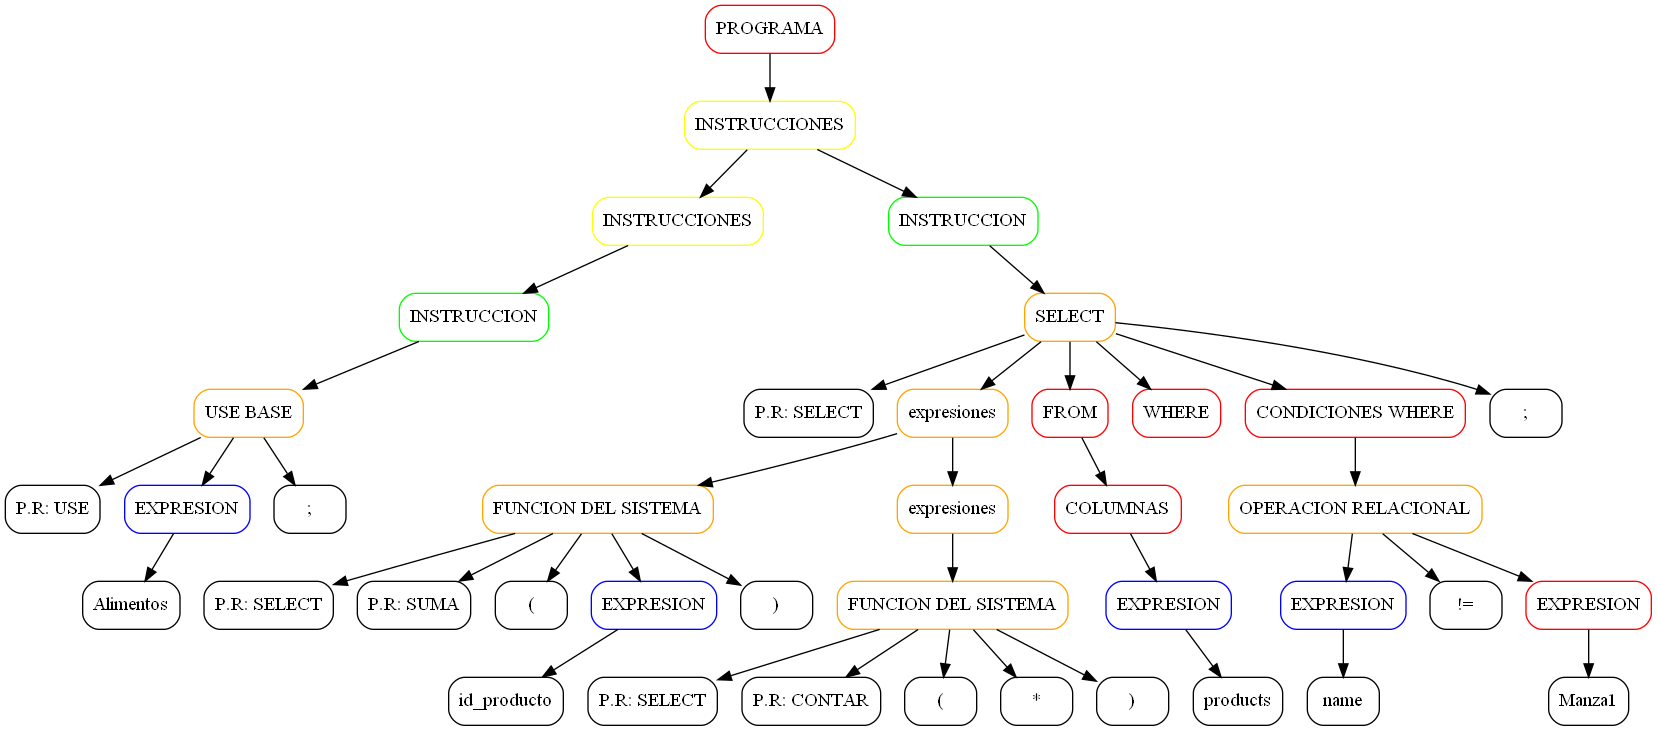 PROGRAMA
INSTRUCCIONES
INSTRUCCIONES
INSTRUCCION
INSTRUCCION
SELECT
USE BASE
P.R: SELECT
expresiones
FROM
WHERE
CONDICIONES WHERE
;
P.R: USE
EXPRESION
;
FUNCION DEL SISTEMA
expresiones
COLUMNAS
OPERACION RELACIONAL
Alimentos
P.R: SELECT
P.R: SUMA
(
EXPRESION
)
FUNCION DEL SISTEMA
EXPRESION
EXPRESION
!=
EXPRESION
id_producto
P.R: SELECT
P.R: CONTAR
(
*
)
products
name
Manza1